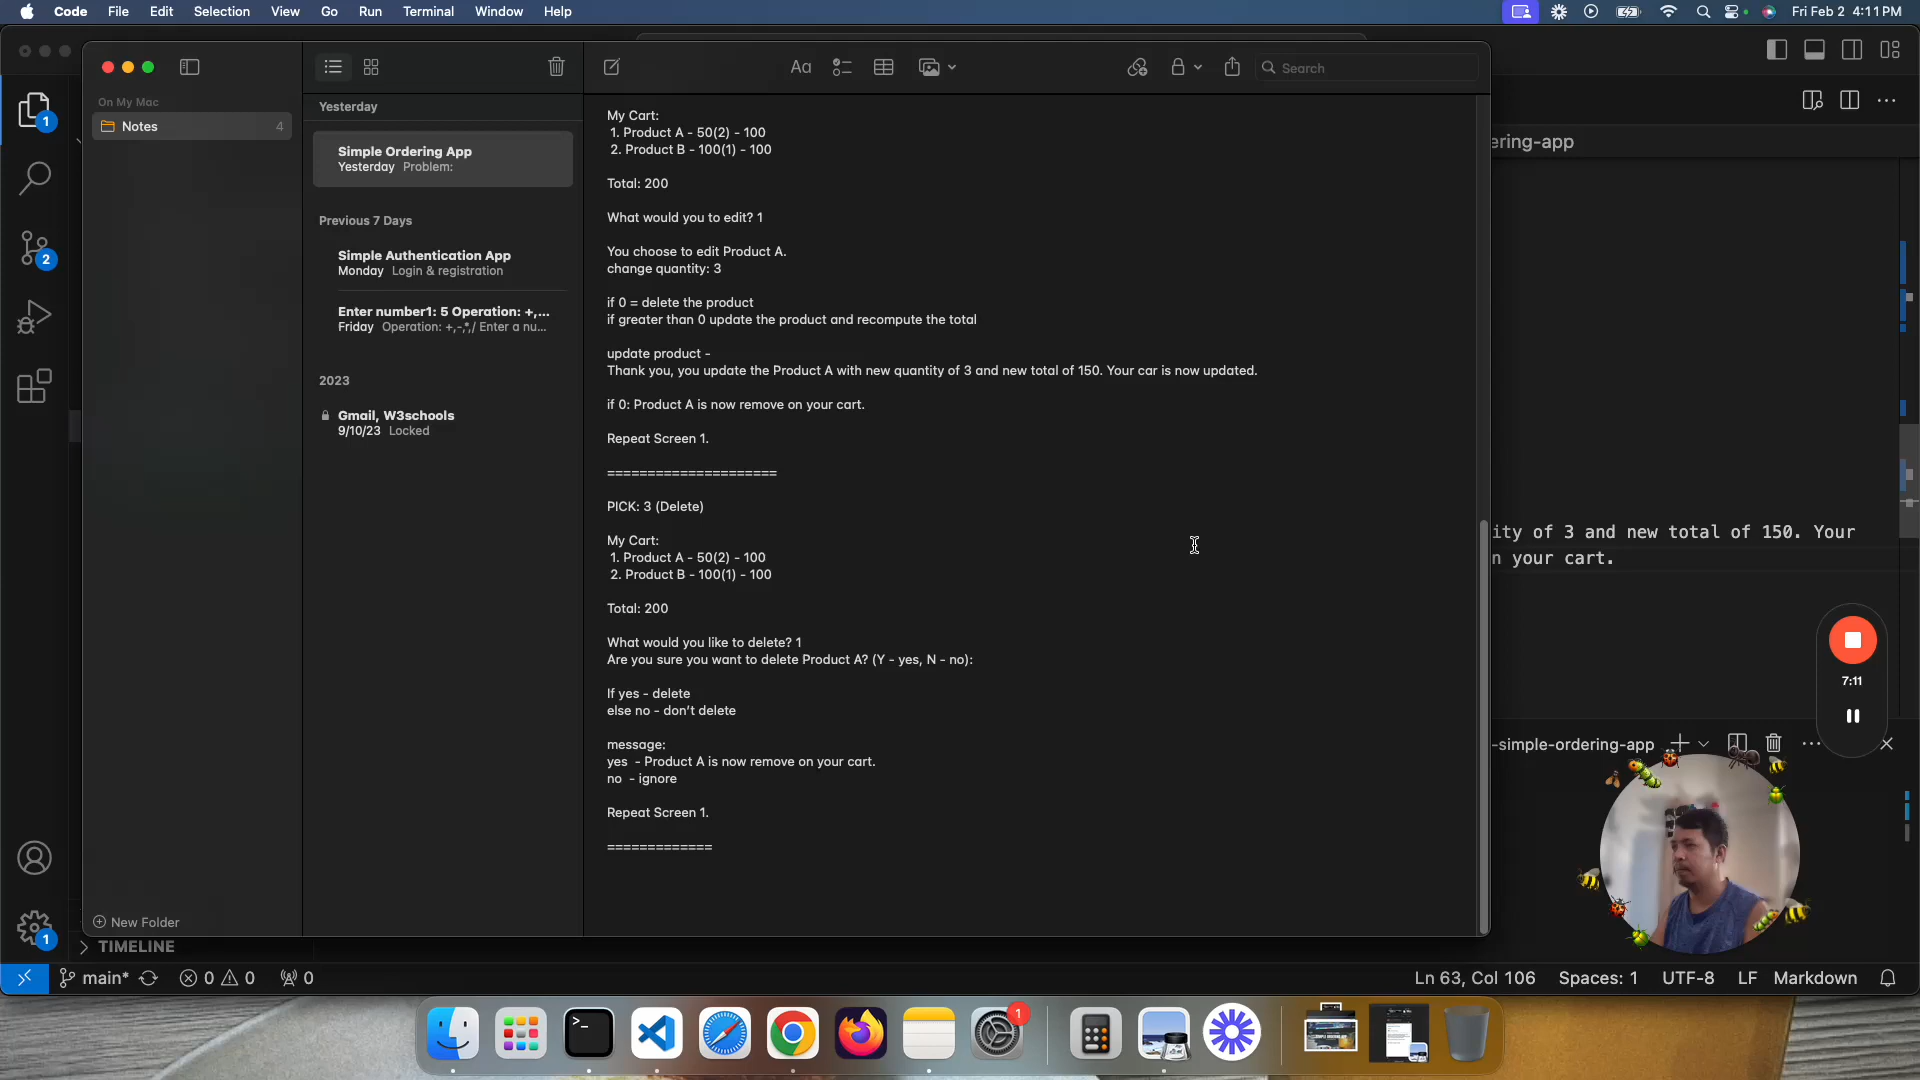 Code File Edit Selection View Go Run Terminal Window Help
Fri Feb 2 4:11 PM
Search
On My Mac
Notes 4
New Folder
Yesterday
Simple Ordering App
Yesterday Problem:
Previous 7 Days
Simple Authentication App
Monday Login & registration
Enter number1: 5 Operation: +,...
Friday Operation: +,-,*,/ Enter a nu...
2023
Gmail, W3schools
9/10/23 Locked
My Cart:
1. Product A - 50(2) - 100
2. Product B - 100(1) - 100
Total: 200
What would you to edit? 1
You choose to edit Product A.
change quantity: 3
if 0 = delete the product
if greater than 0 update the product and recompute the total
update product -
Thank you, you update the Product A with new quantity of 3 and new total of 150. Your car is now updated.
if 0: Product A is now remove on your cart.
Repeat Screen 1.
=====================
PICK: 3 (Delete)
My Cart:
1. Product A - 50(2) - 100
2. Product B - 100(1) - 100
Total: 200
What would you like to delete? 1
Are you sure you want to delete Product A? (Y - yes, N - no):
If yes - delete
else no - don't delete
message:
yes - Product A is now remove on your cart.
no - ignore
Repeat Screen 1.
=============
ering-app
ity of 3 and new total of 150. Your
n your cart.
7:11
-simple-ordering-app
1
2
1
TIMELINE
main* 0 0 0
Ln 63, Col 106 Spaces: 1 UTF-8 LF Markdown
1